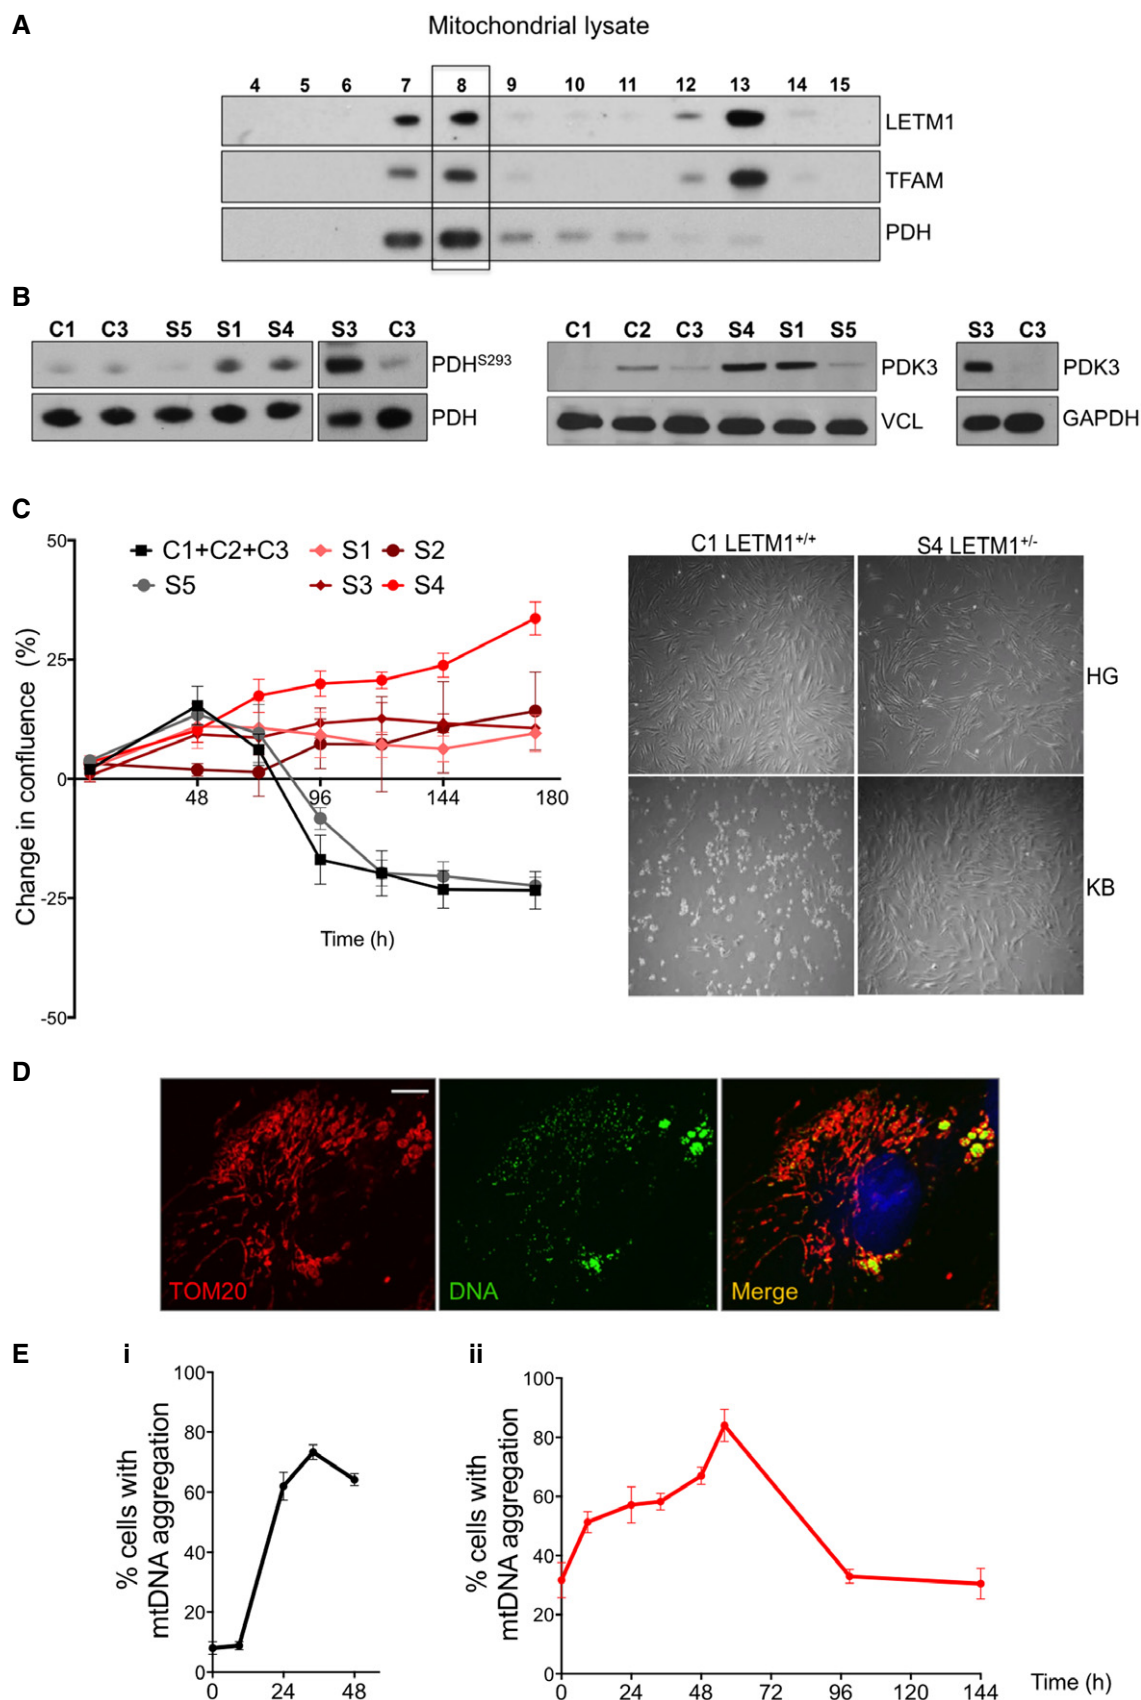 A
Mitochondrial lysate
4 5 6 7 8 9 10 11 12 13 14 15
LETM1
TFAM
PDH
B
C1 C3 S5 S1 S4 S3 C3
PDHS293
PDH
C1 C2 C3 S4 S1 S5
PDK3
VCL
S3 C3
PDK3
GAPDH
C
C1+C2+C3 S1 S2
S5 S3 S4
Change in confluence (%)
50
25
0
-25
-50
48 96 144 180
Time (h)
C1 LETM1+/+ S4 LETM1+/-
HG
KB
D
TOM20 DNA Merge
E
i
% cells with
mtDNA aggregation
100
80
60
40
20
0
0 24 48
ii
% cells with
mtDNA aggregation
100
80
60
40
20
0
0 24 48 72 96 120 144
Time (h)